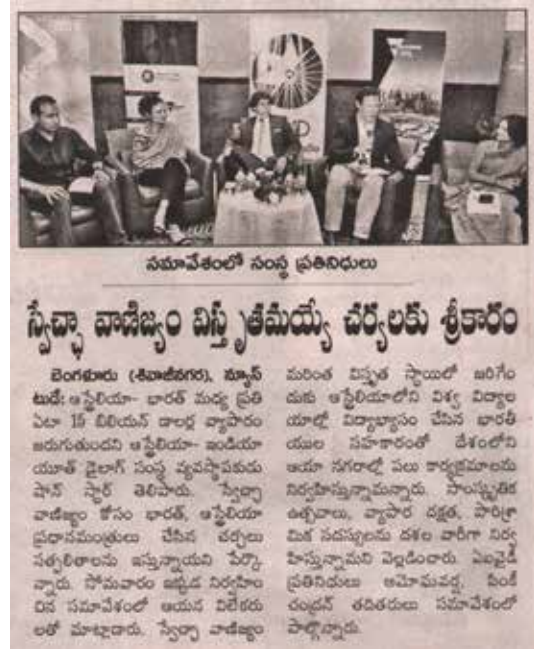 సమావేశంలో సంస్థ ప్రతినిధులు
స్వేచ్ఛా వాణిజ్యం విస్తృతమయ్యే చర్యలకు శ్రీకారం
బెంగళూరు (శివాజీనగర), న్యూస్
టుడే: ఆస్ట్రేలియా- భారత్ మధ్య ప్రతి
ఏటా 15 బిలియన్ డాలర్ల వ్యాపారం
జరుగుతుందని ఆస్ట్రేలియా- ఇండియా
యూత్ డైలాగ్ సంస్థ వ్యవస్థాపకుడు
షాన్ స్టార్ తెలిపారు. స్వేచ్ఛా
వాణిజ్యం కోసం భారత్, ఆస్ట్రేలియా
ప్రధానమంత్రులు చేసిన చర్చలు
సత్ఫలితాలను ఇస్తున్నాయని పేర్కొ
న్నారు. సోమవారం ఇక్కడ నిర్వహిం
చిన సమావేశంలో ఆయన విలేకరు
లతో మాట్లాడారు. స్వేచ్ఛా వాణిజ్యం
మరింత విస్తృత స్థాయిలో జరిగేం
దుకు ఆస్ట్రేలియాలోని విశ్వ విద్యాల
యాల్లో విద్యాభ్యాసం చేసిన భారతీ
యుల సహకారంతో దేశంలోని
ఆయా నగరాల్లో పలు కార్యక్రమాలను
నిర్వహిస్తున్నామన్నారు. సాంస్కృతిక
ఉత్సవాలు, వ్యాపార దక్షత, పారిశ్రా
మిక సదస్సులను దశల వారీగా నిర్వ
హిస్తున్నామని వెల్లడించారు. ఏఐవైడీ
ప్రతినిధులు అమోఘవర్ష, పింకీ
చంద్రన్ తదితరులు సమావేశంలో
పాల్గొన్నారు.